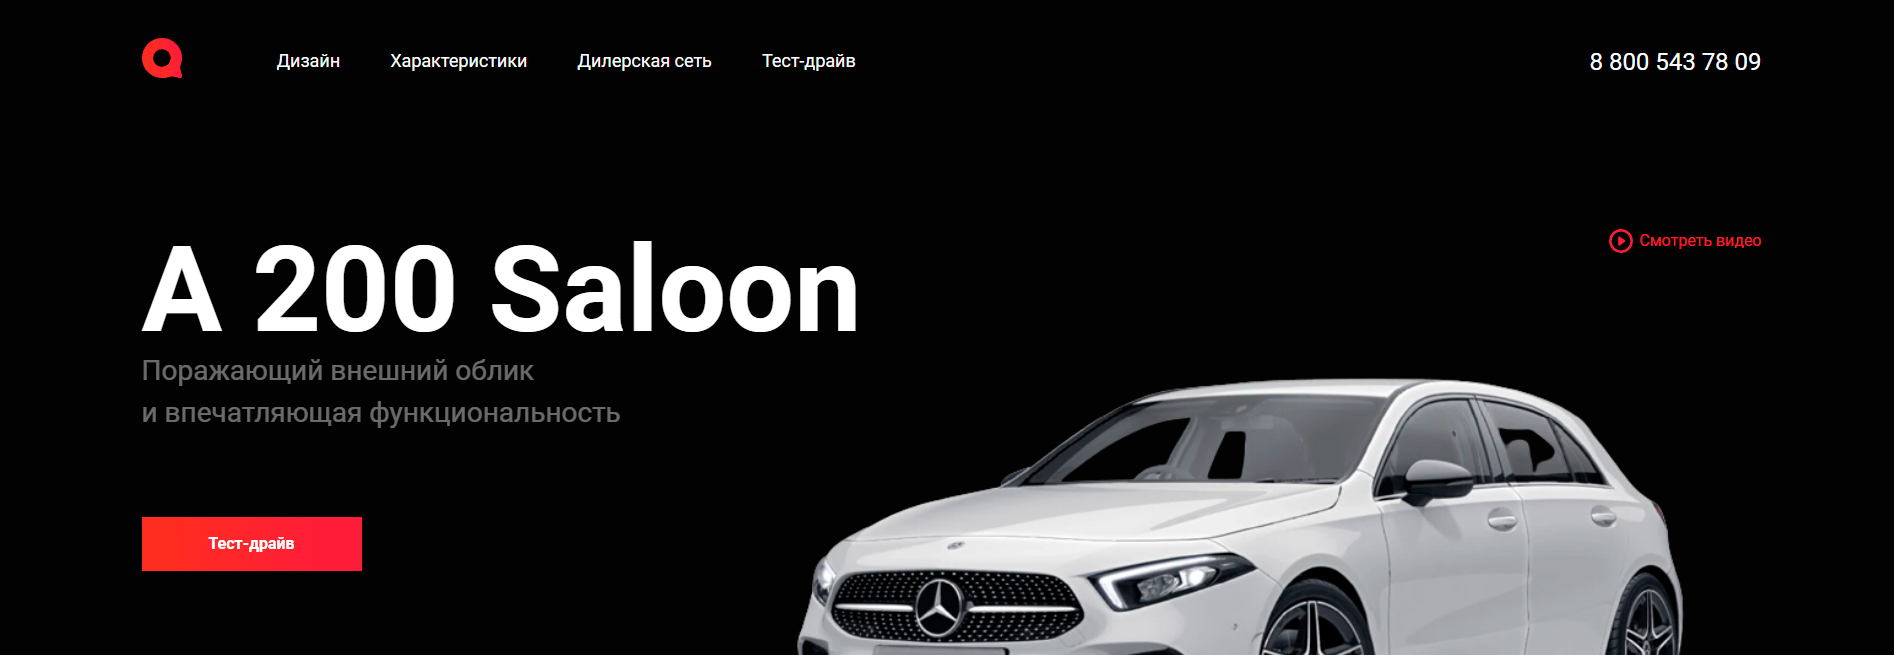 Дизайн Характеристики Дилерская сеть Тест-драйв 8 800 543 78 09
Смотреть видео
A 200 Saloon
Поражающий внешний облик
и впечатляющая функциональность
Тест-драйв